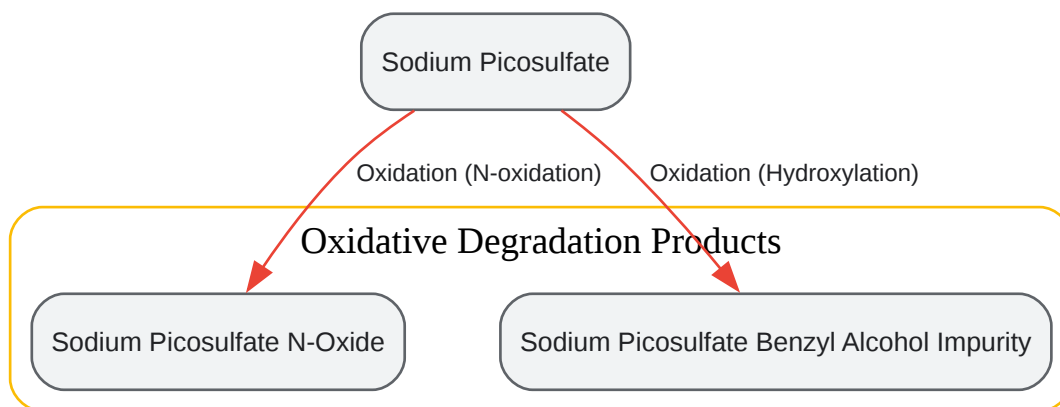 Sodium Picosulfate
Oxidation (N-oxidation)
Oxidation (Hydroxylation)
Oxidative Degradation Products
Sodium Picosulfate N-Oxide
Sodium Picosulfate Benzyl Alcohol Impurity